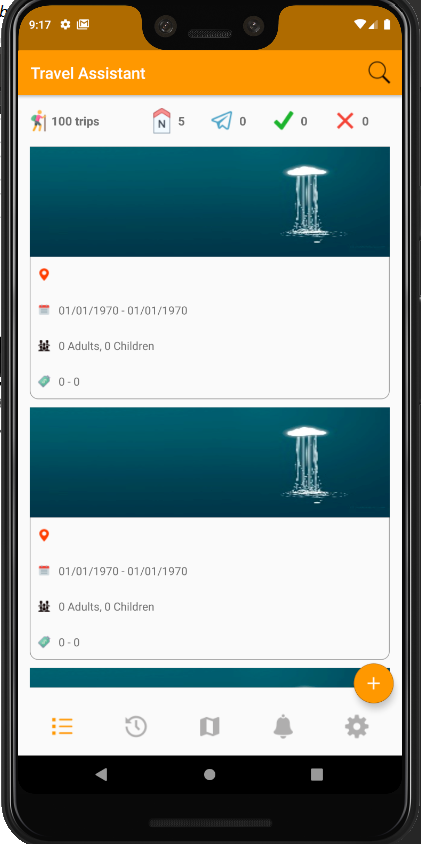 9:17
Travel Assistant
100 trips N 5 0 0 0
01/01/1970 - 01/01/1970
0 Adults, 0 Children
0 - 0
01/01/1970 - 01/01/1970
0 Adults, 0 Children
0 - 0